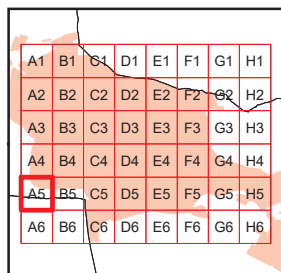 A1 B1 C1 D1 E1 F1 G1 H1
A2 B2 C2 D2 E2 F2 G2 H2
A3 B3 C3 D3 E3 F3 G3 H3
A4 B4 C4 D4 E4 F4 G4 H4
A5 B5 C5 D5 E5 F5 G5 H5
A6 B6 C6 D6 E6 F6 G6 H6